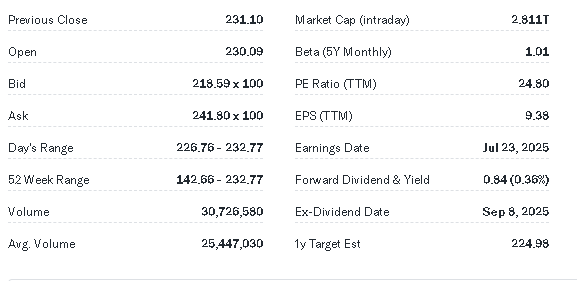 Previous Close 231.10 Market Cap (intraday) 2.811T
Open 230.09 Beta (5Y Monthly) 1.01
Bid 218.59 x 100 PE Ratio (TTM) 24.80
Ask 241.80 x 100 EPS (TTM) 9.38
Day's Range 226.76 - 232.77 Earnings Date Jul 23, 2025
52 Week Range 142.66 - 232.77 Forward Dividend & Yield 0.84 (0.36%)
Volume 30,726,580 Ex-Dividend Date Sep 8, 2025
Avg. Volume 25,447,030 1y Target Est 224.98